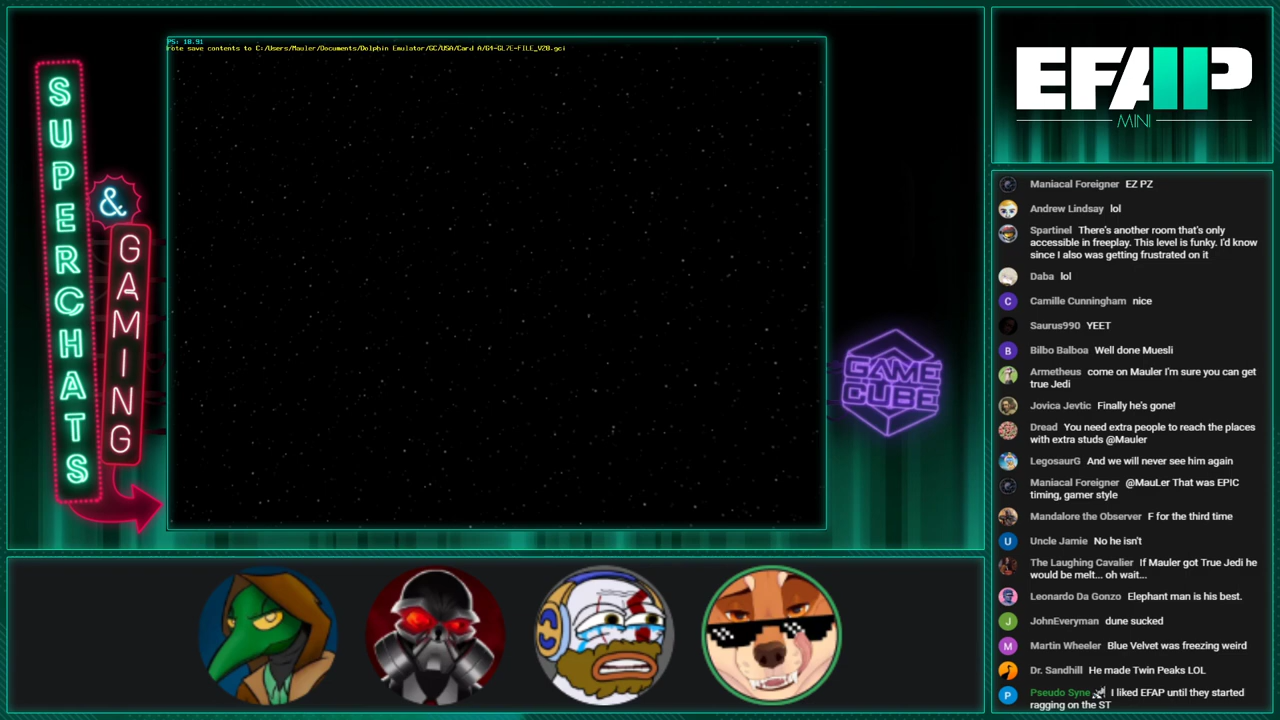 SUPERCHATS
&
GAMING
PS: 18.91
rote save contents to C:/Users/Mauler/Documents/Dolphin Emulator/GC/USA/Card A/G4-GL7E-FILE_V20.gci
GAME
CUBE
EFAP
MINI
Maniacal Foreigner EZ PZ
Andrew Lindsay lol
Spartinel There's another room that's only
accessible in freeplay. This level is funky. I'd know
since I also was getting frustrated on it
Daba lol
C Camille Cunningham nice
Saurus990 YEET
B Bilbo Balboa Well done Muesli
Armetheus come on Mauler I'm sure you can get
true Jedi
Jovica Jevtic Finally he's gone!
Dread You need extra people to reach the places
with extra studs @Mauler
LegosaurG And we will never see him again
Maniacal Foreigner @MauLer That was EPIC
timing, gamer style
Mandalore the Observer F for the third time
U Uncle Jamie No he isn't
The Laughing Cavalier If Mauler got True Jedi he
would be melt... oh wait...
Leonardo Da Gonzo Elephant man is his best.
J JohnEveryman dune sucked
M Martin Wheeler Blue Velvet was freezing weird
Dr. Sandhill He made Twin Peaks LOL
P Pseudo Syne I liked EFAP until they started
ragging on the ST